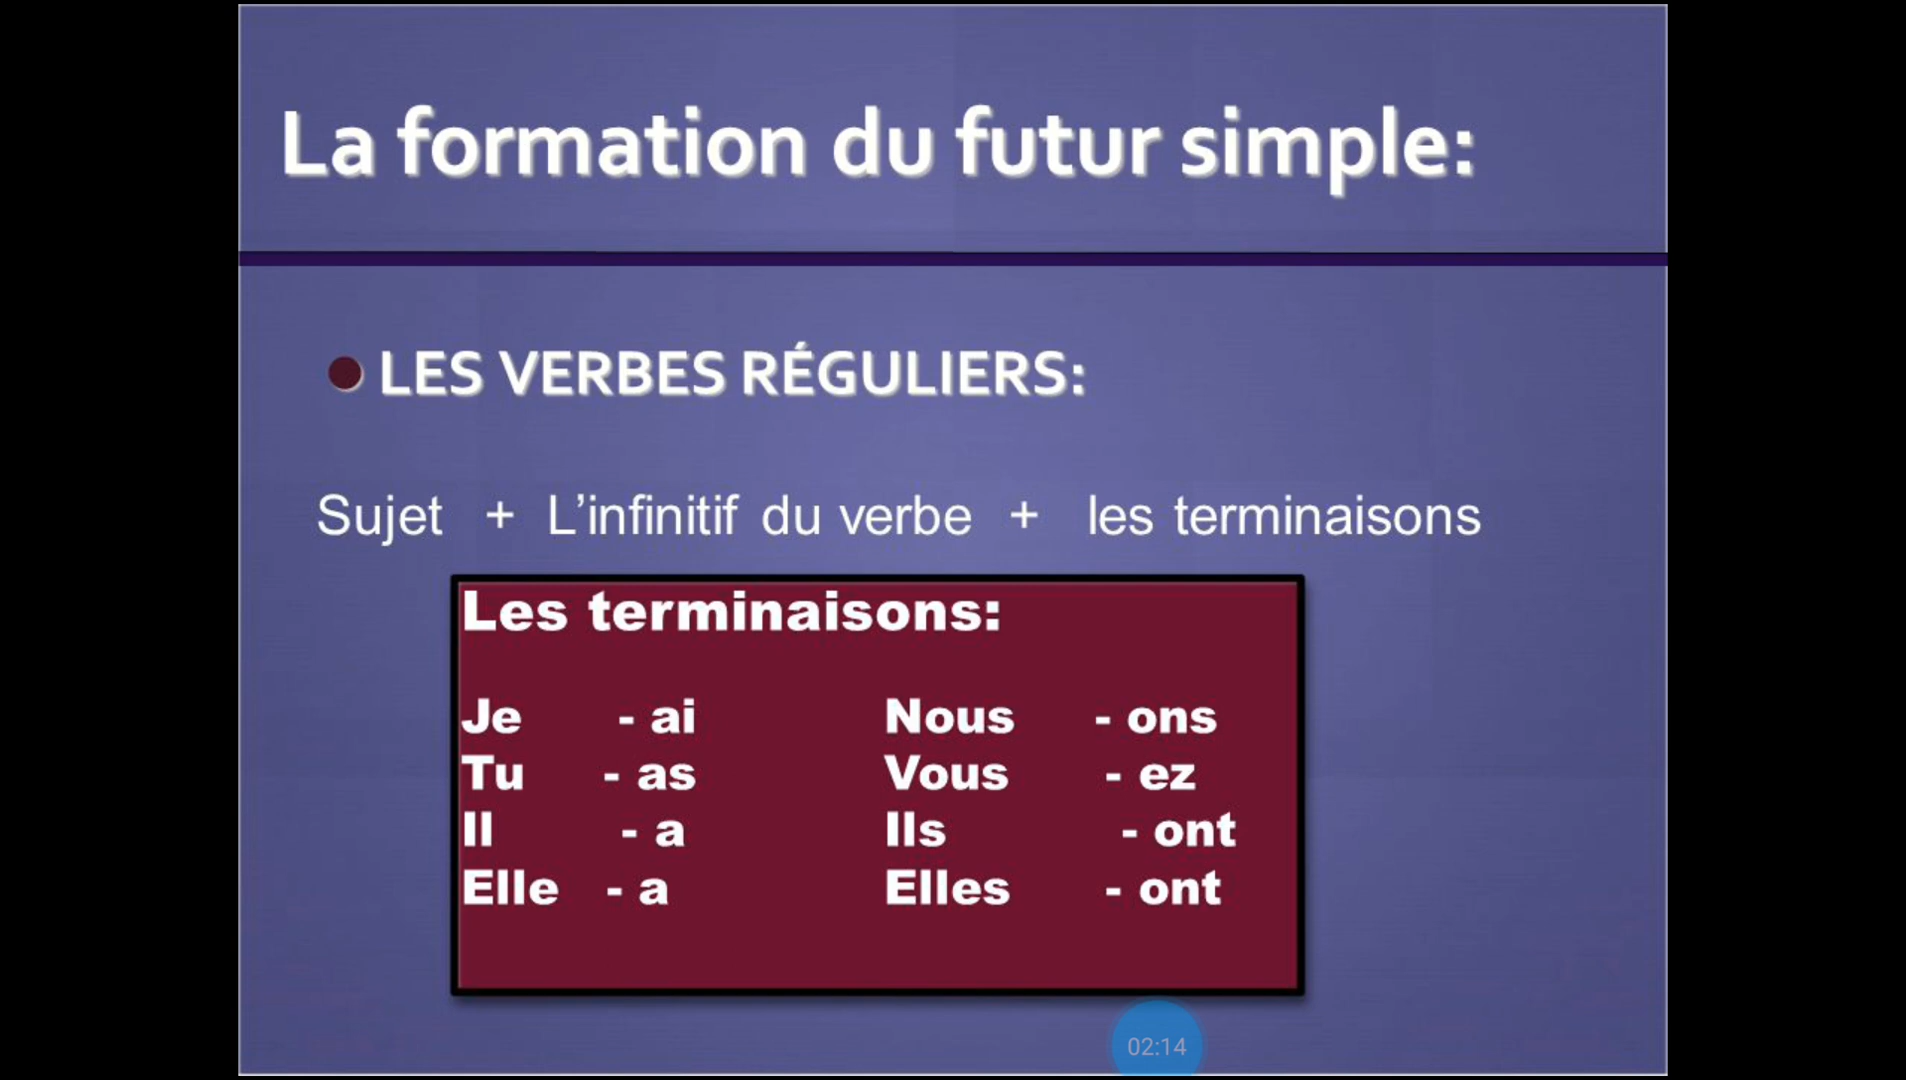 La formation du futur simple:
LES VERBES RÉGULIERS:
Sujet + L’infinitif du verbe + les terminaisons
Les terminaisons:
Je - ai Nous - ons
Tu - as Vous - ez
Il - a Ils - ont
Elle - a Elles - ont
02:14